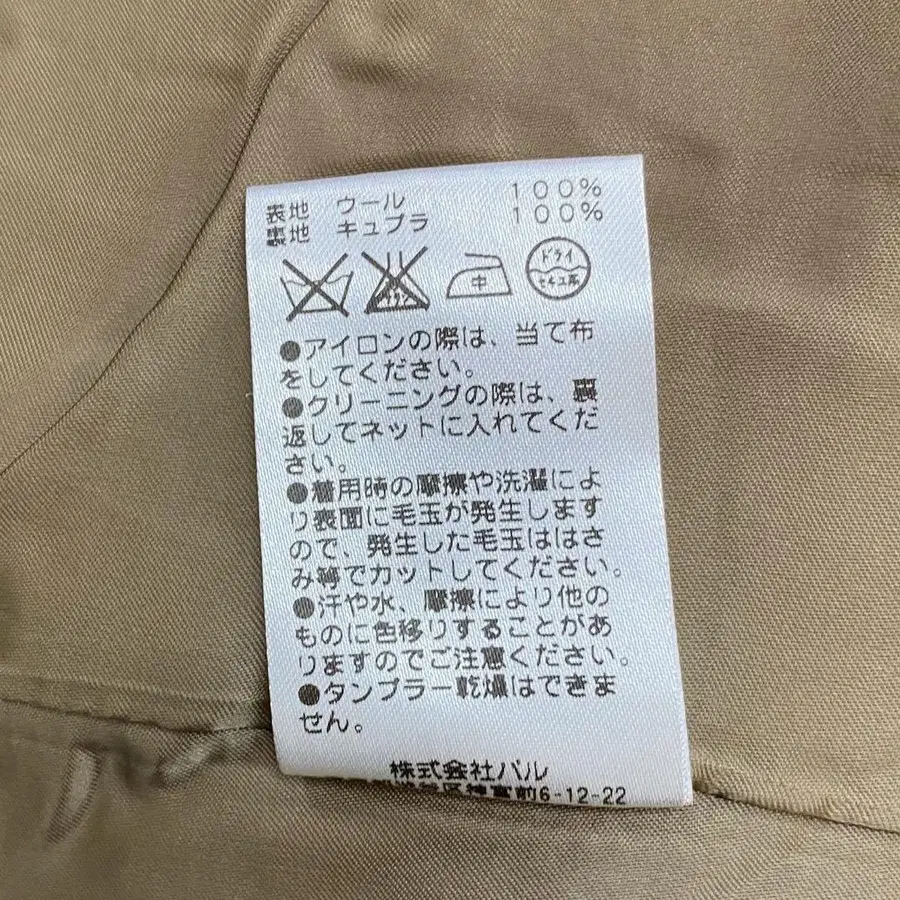 表地 ウール 100%
裏地 キュプラ 100%
中
ドライ
セキユ系
●アイロンの際は、当て布
をしてください。
●クリーニングの際は、裏
返してネットに入れてくだ
さい。
●着用時の摩擦や洗濯によ
り表面に毛玉が発生します
ので、発生した毛玉ははさ
み等でカットしてください。
●汗や水、摩擦により他の
ものに色移りすることがあ
りますのでご注意ください。
●タンブラー乾燥はできま
せん。
株式会社パル
神宮前6-12-22